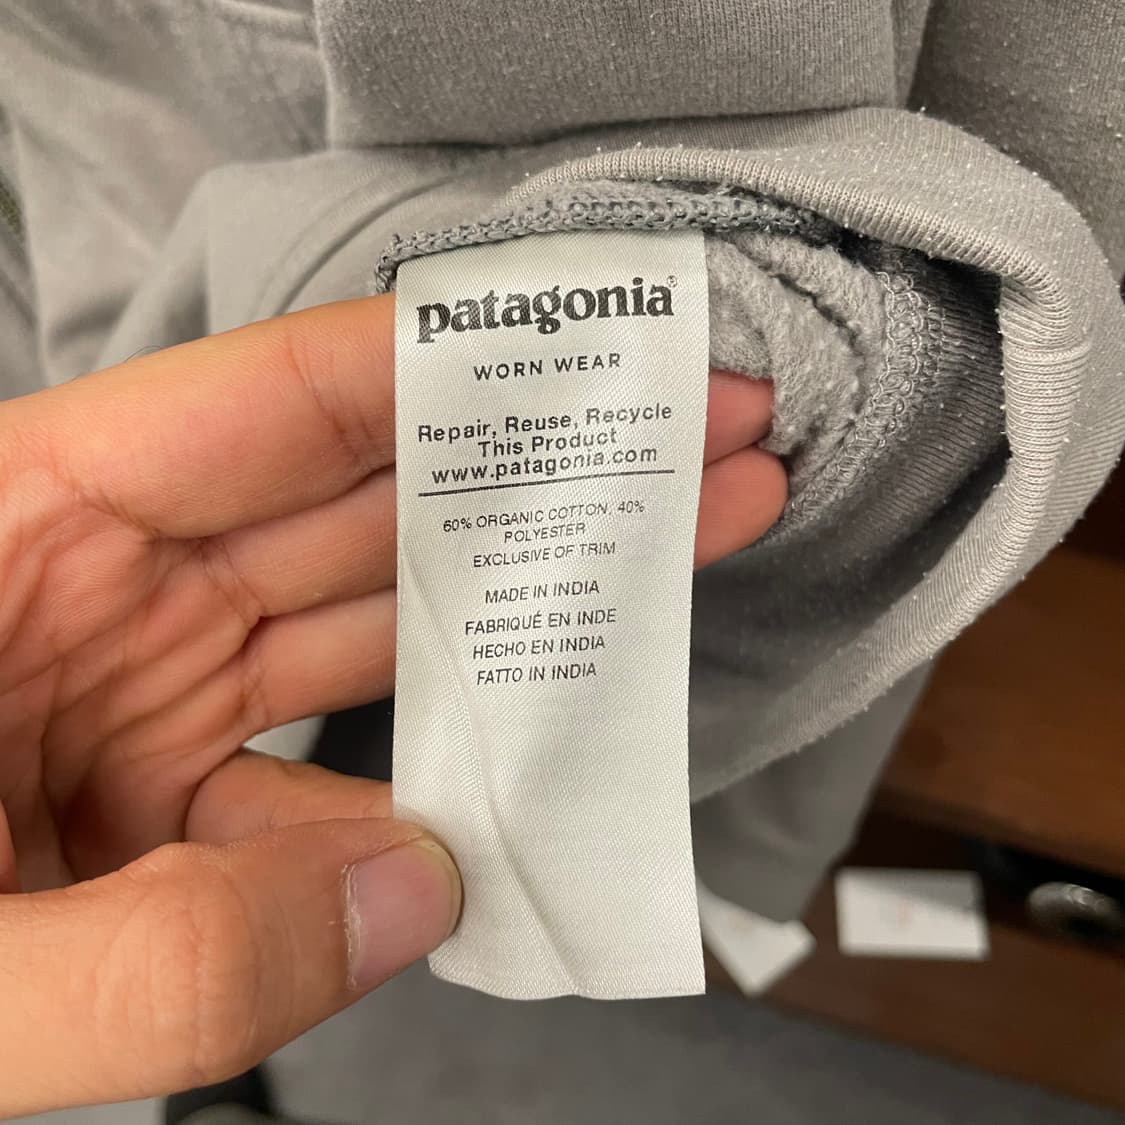 patagonia®
WORN WEAR
Repair, Reuse, Recycle
This Product
www.patagonia.com
60% ORGANIC COTTON, 40%
POLYESTER
EXCLUSIVE OF TRIM
MADE IN INDIA
FABRIQUÉ EN INDE
HECHO EN INDIA
FATTO IN INDIA